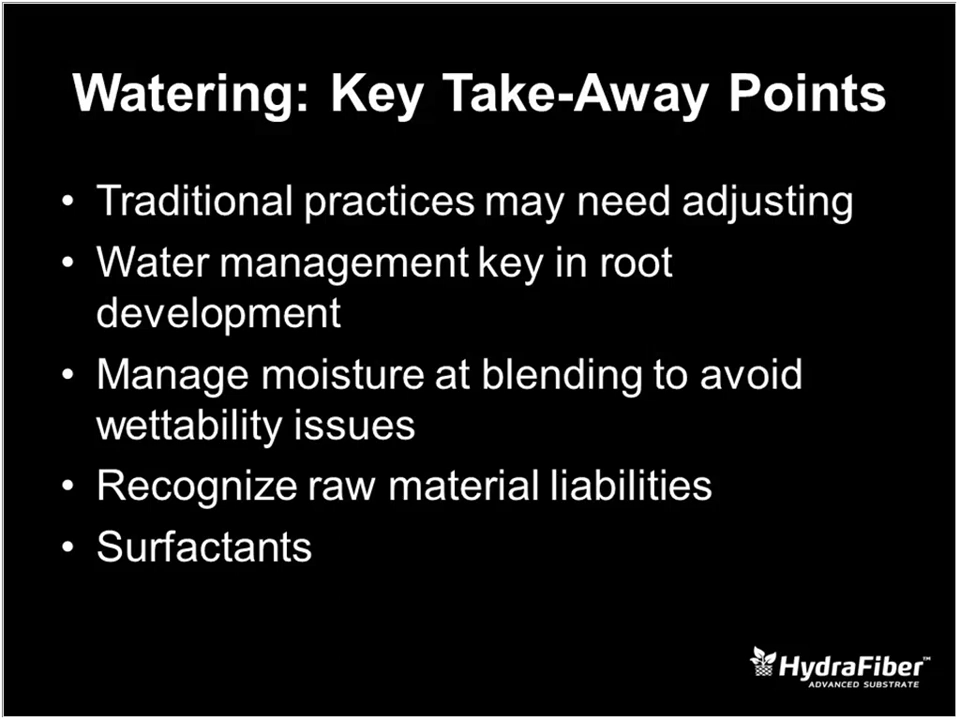 Watering: Key Take-Away Points
• Traditional practices may need adjusting
• Water management key in root
development
• Manage moisture at blending to avoid
wettability issues
• Recognize raw material liabilities
• Surfactants
HydraFiber™
ADVANCED SUBSTRATE